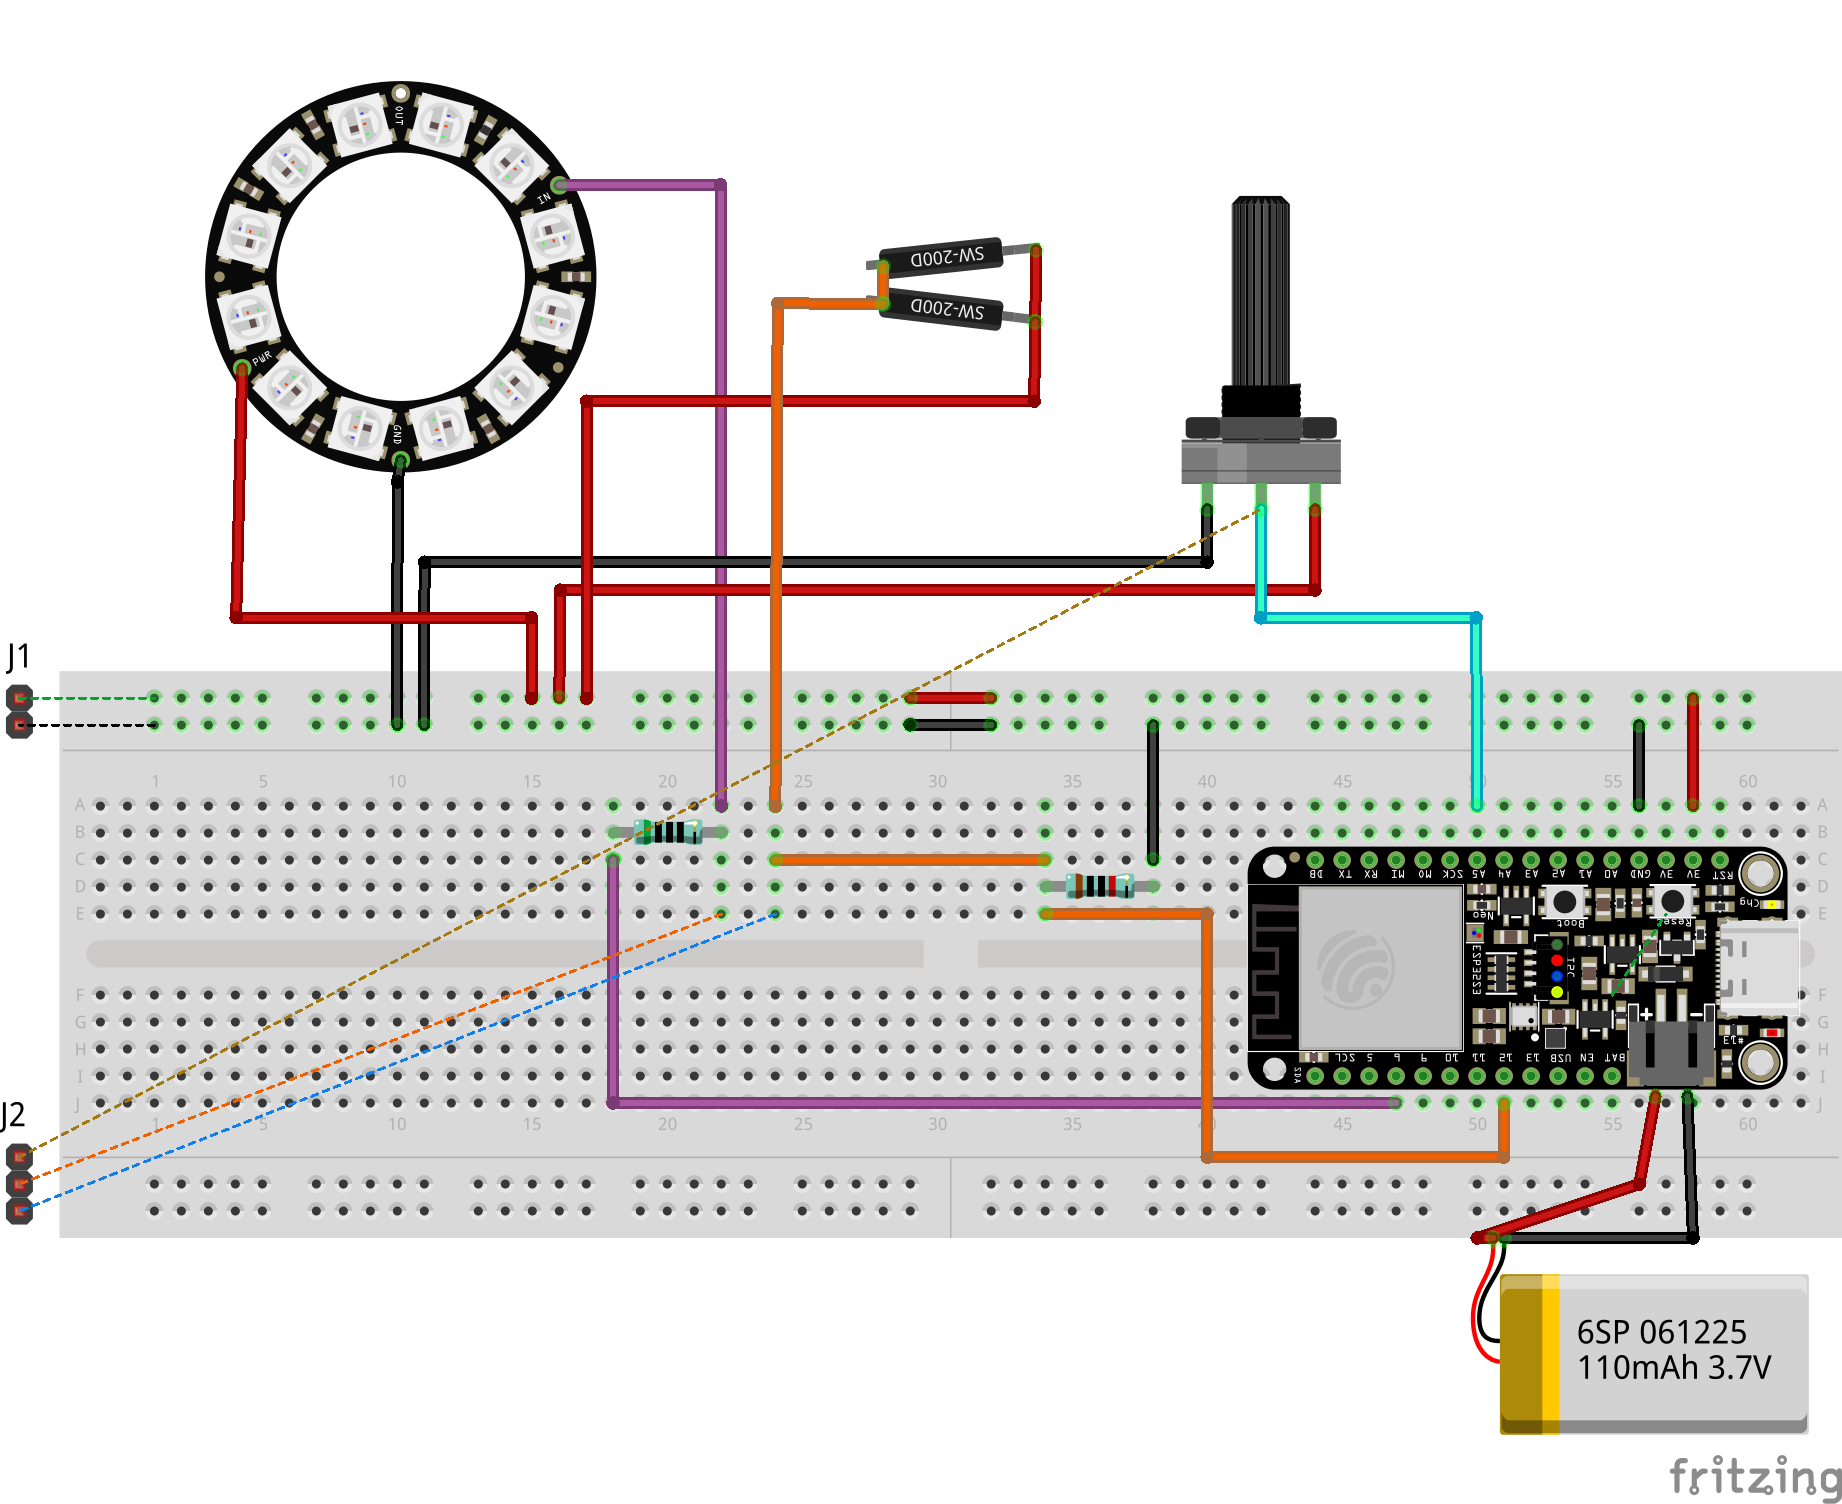 OUT
IN
PWR
GND
SW-200D
SW-200D
J1
1 5 10 15 20 25 30 35 40 45 50 55 60
A A
B B
C
D D
E E
DB TX RX MI MO SCK A5 A4 A3 A2 A1 A0 GND 3V 3V RST
Neo Boot Reset Chg
ESP32S3
I2C
F F
G G
H H
I I
J J
+ -
#13
SDA SCL 5 6 9 10 11 12 13 USB EN BAT
J2
1 5 10 15 20 25 30 35 40 45 50 55 60
6SP 061225
110mAh 3.7V
fritzing